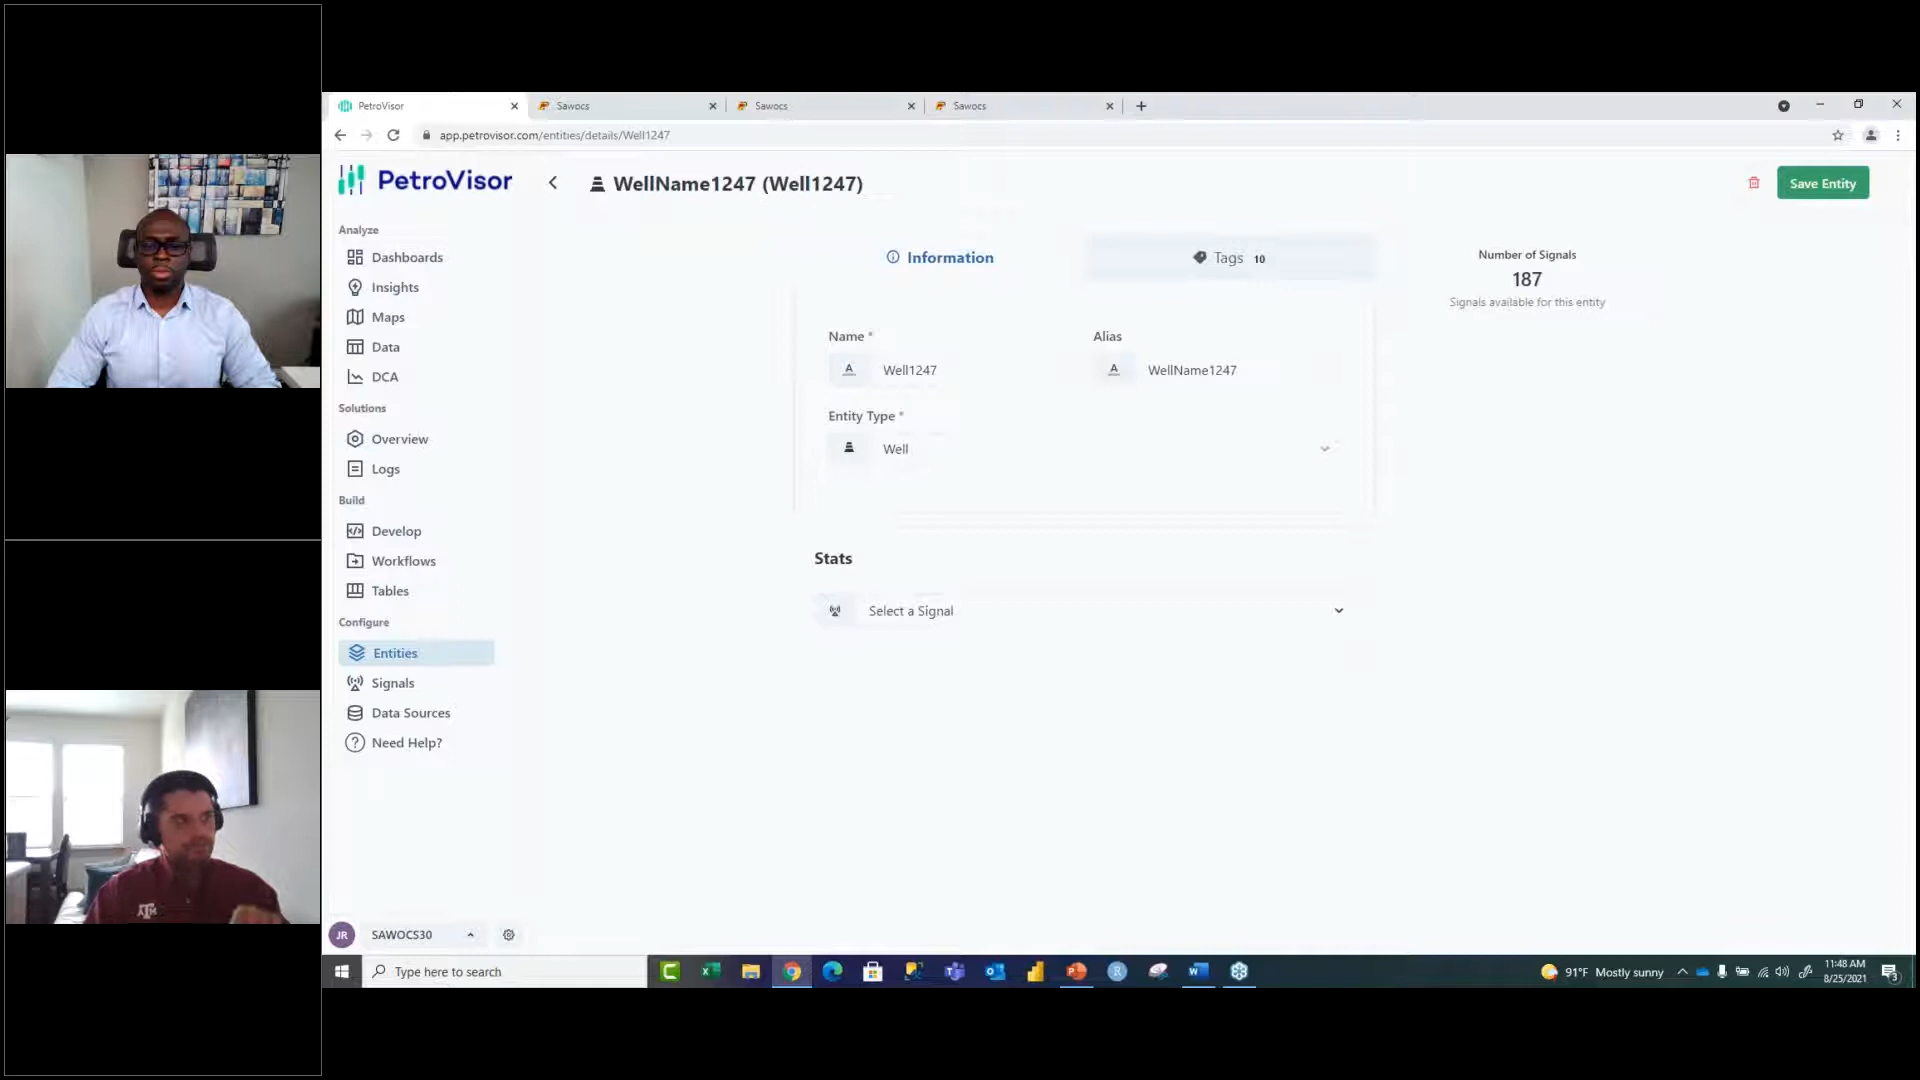 PetroVisor
Sawocs
Sawocs
Sawocs
app.petrovisor.com/entities/details/Well1247
PetroVisor
WellName1247 (Well1247)
Save Entity
Analyze
Dashboards
Insights
Maps
Data
DCA
Solutions
Overview
Logs
Build
Develop
Workflows
Tables
Configure
Entities
Signals
Data Sources
Need Help?
Information
Tags 10
Number of Signals
187
Signals available for this entity
Name *
Alias
A Well1247
A WellName1247
Entity Type *
Well
Stats
Select a Signal
ATM
JR SAWOCS30
Type here to search
91°F Mostly sunny
11:48 AM
8/25/2021
3